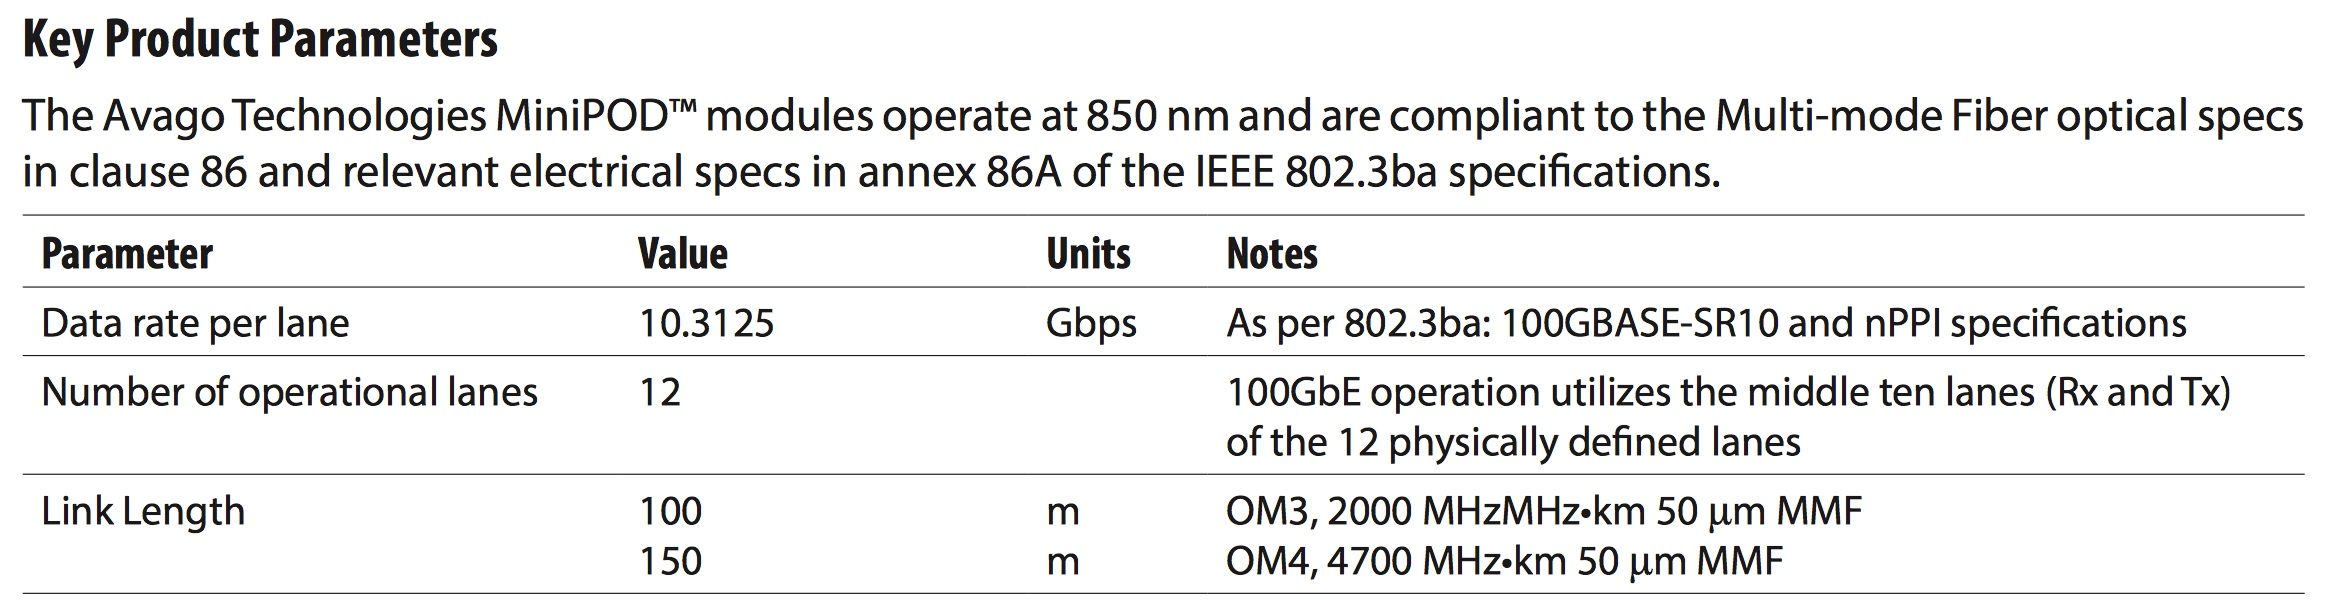 Key Product Parameters
The Avago Technologies MiniPOD™ modules operate at 850 nm and are compliant to the Multi-mode Fiber optical specs
in clause 86 and relevant electrical specs in annex 86A of the IEEE 802.3ba specifications.
Parameter Value Units Notes
Data rate per lane 10.3125 Gbps As per 802.3ba: 100GBASE-SR10 and nPPI specifications
Number of operational lanes 12 100GbE operation utilizes the middle ten lanes (Rx and Tx)
of the 12 physically defined lanes
Link Length 100 m OM3, 2000 MHzMHz•km 50 μm MMF
150 m OM4, 4700 MHz•km 50 μm MMF